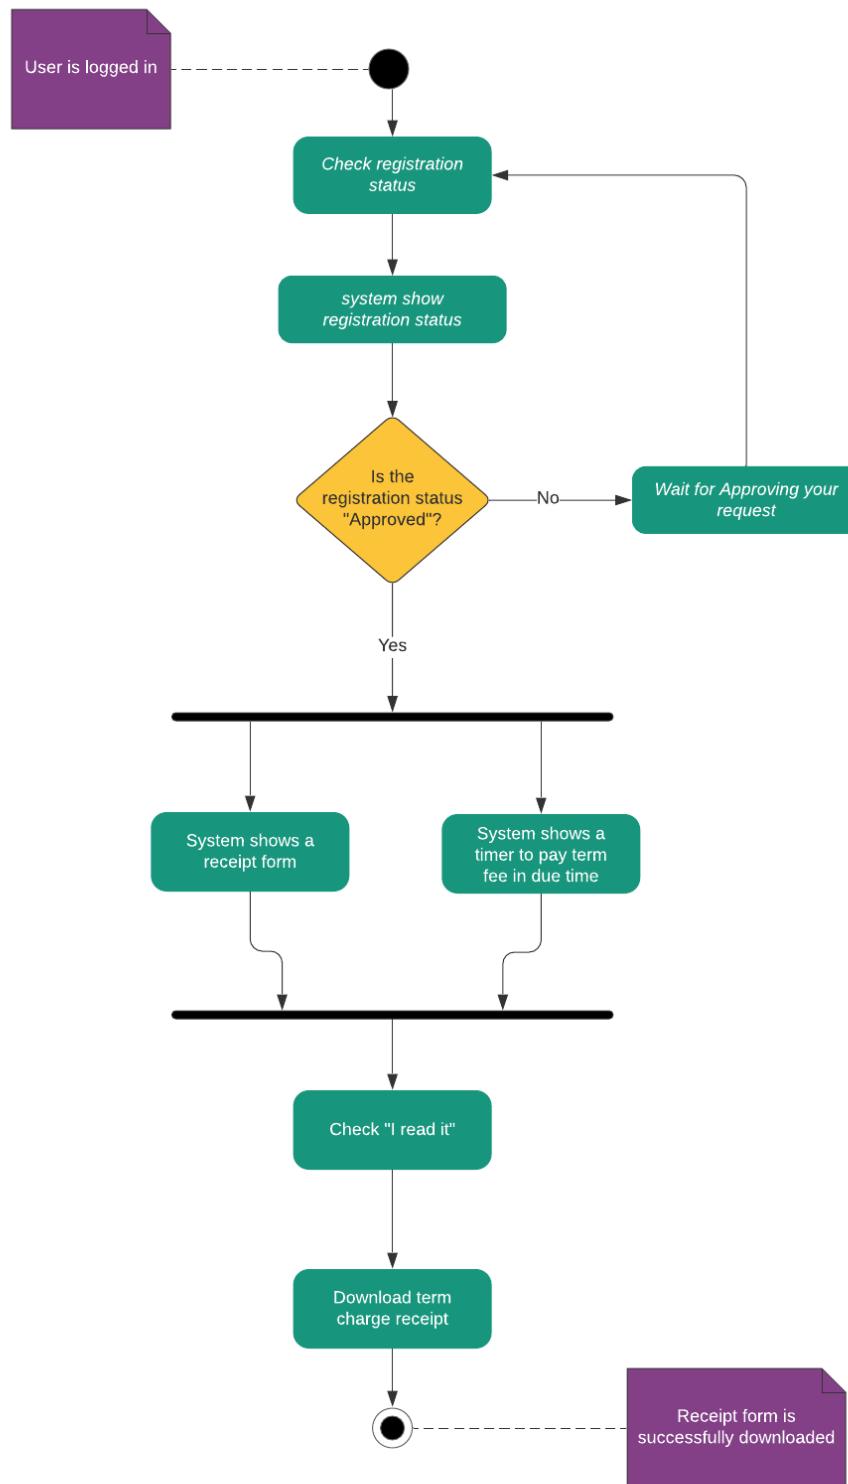 User is logged in
Check registration
status
system show
registration status
Is the
registration status
"Approved"?
No
Wait for Approving your
request
Yes
System shows a
receipt form
System shows a
timer to pay term
fee in due time
Check "I read it"
Download term
charge receipt
Receipt form is
successfully downloaded